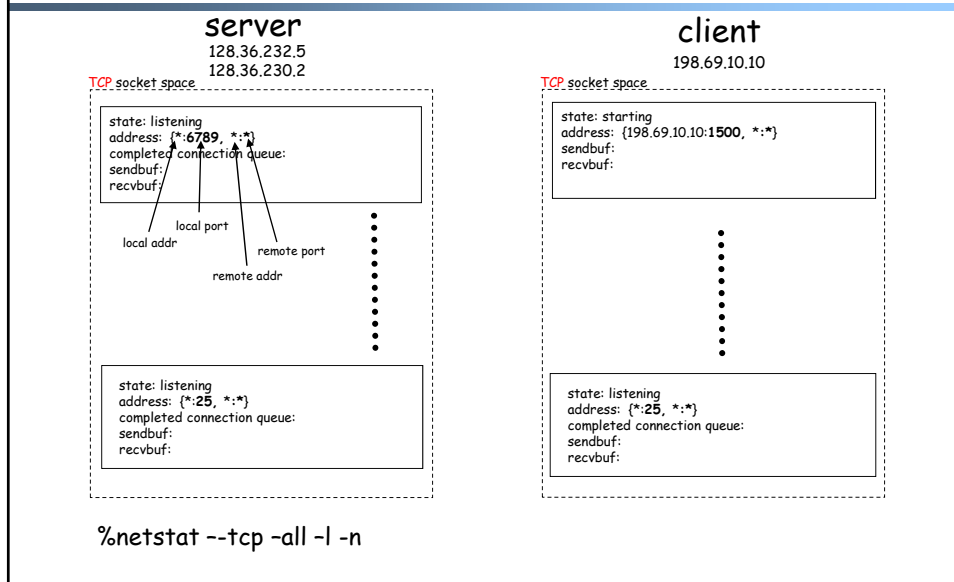 server
128.36.232.5
128.36.230.2
TCP socket space
state: listening
address: {*:6789, *:*}
completed connection queue:
sendbuf:
recvbuf:
local addr
local port
remote addr
remote port
state: listening
address: {*:25, *:*}
completed connection queue:
sendbuf:
recvbuf:
client
198.69.10.10
TCP socket space
state: starting
address: {198.69.10.10:1500, *:*}
sendbuf:
recvbuf:
state: listening
address: {*:25, *:*}
completed connection queue:
sendbuf:
recvbuf:
%netstat –-tcp –all –l -n